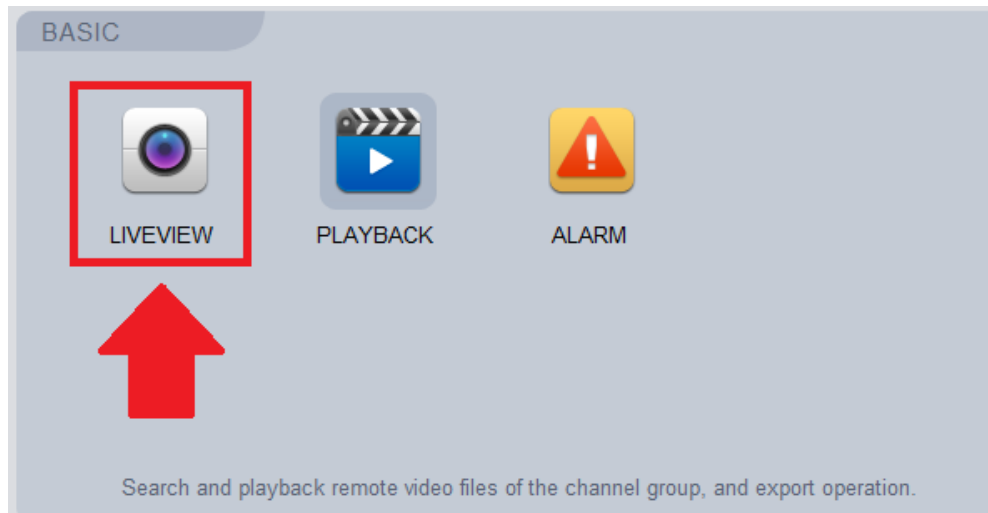 BASIC
LIVEVIEW PLAYBACK ALARM
Search and playback remote video files of the channel group, and export operation.